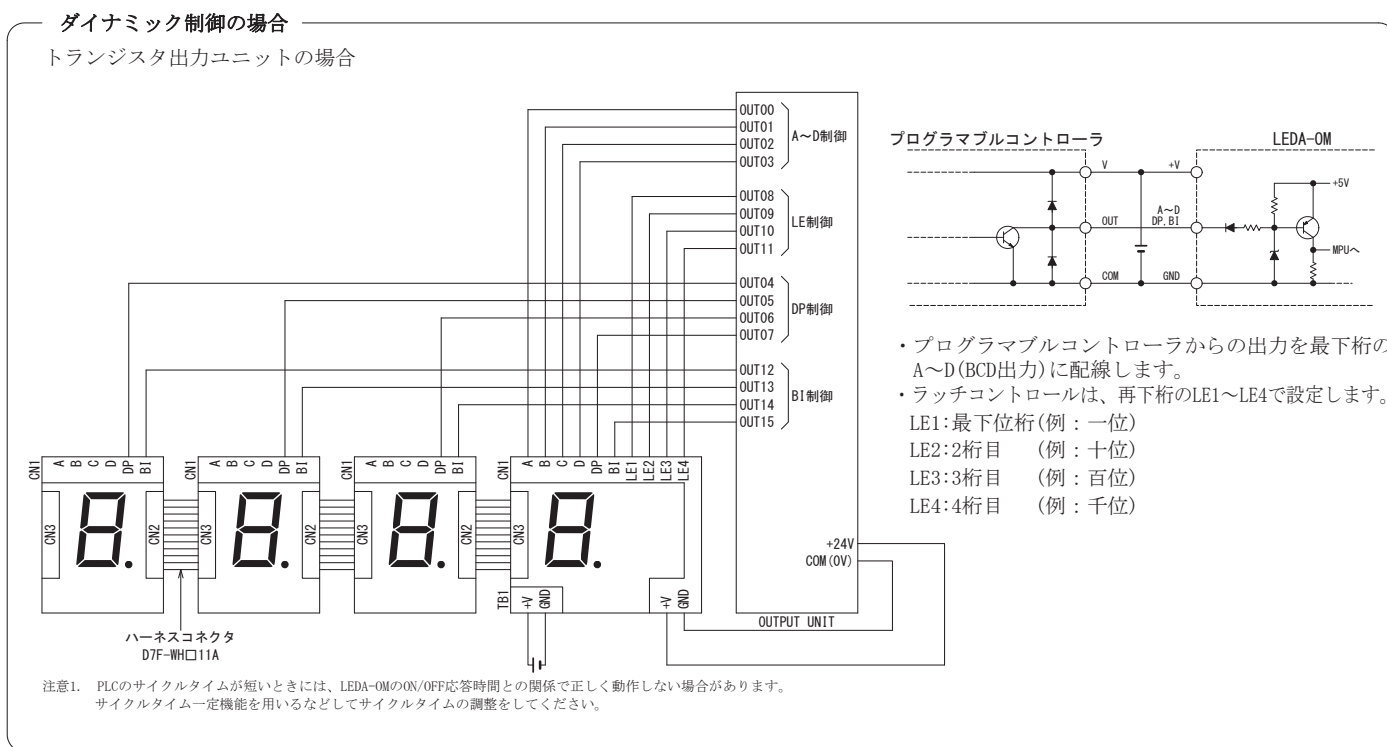 ダイナミック制御の場合
トランジスタ出力ユニットの場合
OUT00
OUT01
OUT02
OUT03
A～D制御
OUT08
OUT09
OUT10
OUT11
LE制御
OUT04
OUT05
OUT06
OUT07
DP制御
OUT12
OUT13
OUT14
OUT15
BI制御
+24V
COM(0V)
OUTPUT UNIT
CN1
A B C D DP BI
CN3
CN2
CN1
A B C D DP BI
CN3
CN2
CN1
A B C D DP BI
CN3
CN2
CN1
A B C D DP BI LE1 LE2 LE3 LE4
8.
8.
8.
8.
TB1
+V GND
+V GND
ハーネスコネクタ
D7F-WH□11A
プログラマブルコントローラ
LEDA-OM
V
+V
+5V
OUT
A～D
DP.BI
MPUへ
COM
GND
・プログラマブルコントローラからの出力を最下桁の
A～D(BCD出力)に配線します。
・ラッチコントロールは、再下桁のLE1～LE4で設定します。
LE1:最下位桁(例：一位)
LE2:2桁目 (例：十位)
LE3:3桁目 (例：百位)
LE4:4桁目 (例：千位)
注意1. PLCのサイクルタイムが短いときには、LEDA-OMのON/OFF応答時間との関係で正しく動作しない場合があります。
サイクルタイム一定機能を用いるなどしてサイクルタイムの調整をしてください。